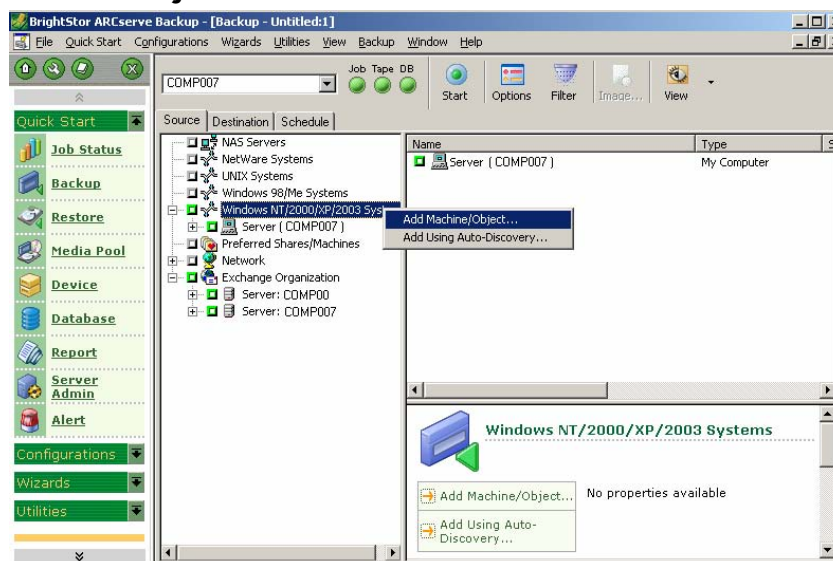 BrightStor ARCserve Backup - [Backup - Untitled:1]
File Quick Start Configurations Wizards Utilities View Backup Window Help
COMP007
Job Tape DB
Start Options Filter Image... View
Quick Start
Job Status
Backup
Restore
Media Pool
Device
Database
Report
Server Admin
Alert
Configurations
Wizards
Utilities
Source Destination Schedule
NAS Servers
NetWare Systems
UNIX Systems
Windows 98/Me Systems
Windows NT/2000/XP/2003 Syst
Server ( COMP007 )
Preferred Shares/Machines
Network
Exchange Organization
Server: COMP00
Server: COMP007
Add Machine/Object...
Add Using Auto-Discovery...
Name Type S
Server ( COMP007 ) My Computer
Windows NT/2000/XP/2003 Systems
Add Machine/Object...
No properties available
Add Using Auto-
Discovery...